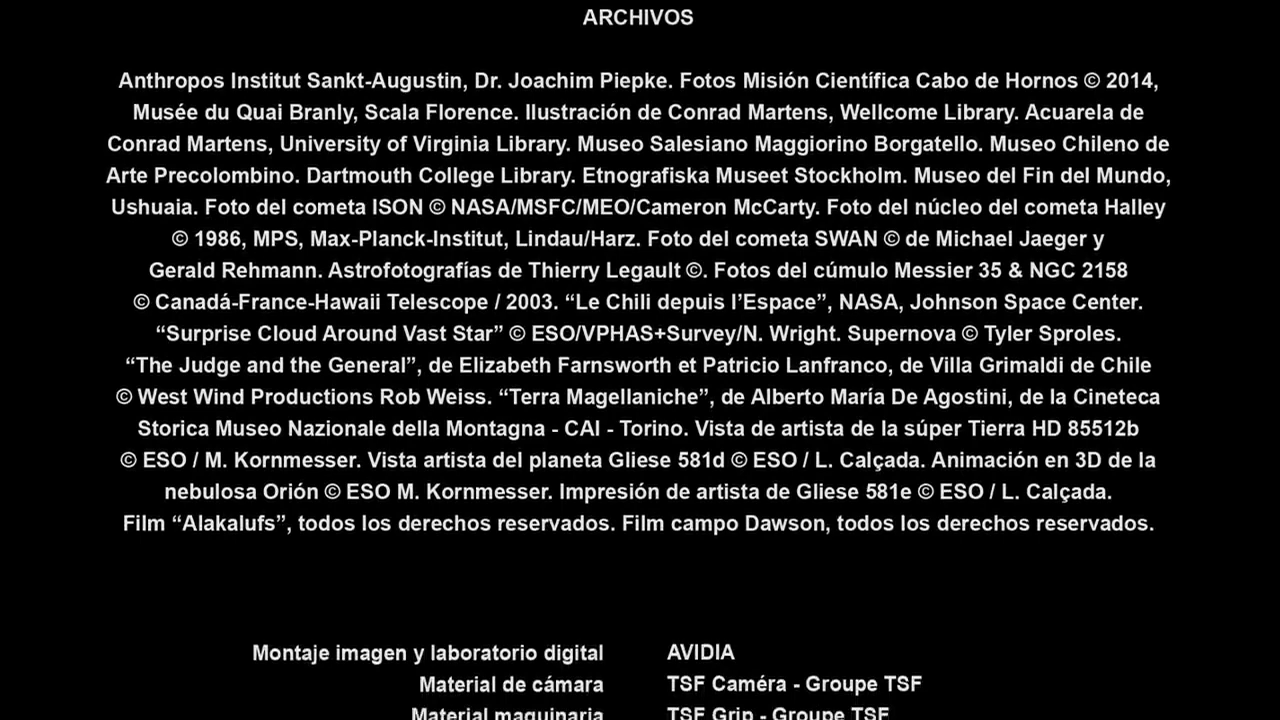 ARCHIVOS
Anthropos Institut Sankt-Augustin, Dr. Joachim Piepke. Fotos Misión Científica Cabo de Hornos © 2014,
Musée du Quai Branly, Scala Florence. Ilustración de Conrad Martens, Wellcome Library. Acuarela de
Conrad Martens, University of Virginia Library. Museo Salesiano Maggiorino Borgatello. Museo Chileno de
Arte Precolombino. Dartmouth College Library. Etnografiska Museet Stockholm. Museo del Fin del Mundo,
Ushuaia. Foto del cometa ISON © NASA/MSFC/MEO/Cameron McCarty. Foto del núcleo del cometa Halley
© 1986, MPS, Max-Planck-Institut, Lindau/Harz. Foto del cometa SWAN © de Michael Jaeger y
Gerald Rehmann. Astrofotografías de Thierry Legault ©. Fotos del cúmulo Messier 35 & NGC 2158
© Canadá-France-Hawaii Telescope / 2003. “Le Chili depuis l’Espace”, NASA, Johnson Space Center.
“Surprise Cloud Around Vast Star” © ESO/VPHAS+Survey/N. Wright. Supernova © Tyler Sproles.
“The Judge and the General”, de Elizabeth Farnsworth et Patricio Lanfranco, de Villa Grimaldi de Chile
© West Wind Productions Rob Weiss. “Terra Magellaniche”, de Alberto María De Agostini, de la Cineteca
Storica Museo Nazionale della Montagna - CAI - Torino. Vista de artista de la súper Tierra HD 85512b
© ESO / M. Kornmesser. Vista artista del planeta Gliese 581d © ESO / L. Calçada. Animación en 3D de la
nebulosa Orión © ESO M. Kornmesser. Impresión de artista de Gliese 581e © ESO / L. Calçada.
Film “Alakalufs”, todos los derechos reservados. Film campo Dawson, todos los derechos reservados.
Montaje imagen y laboratorio digital AVIDIA
Material de cámara TSF Caméra - Groupe TSF
Material maquinaria TSF Grip - Groupe TSF